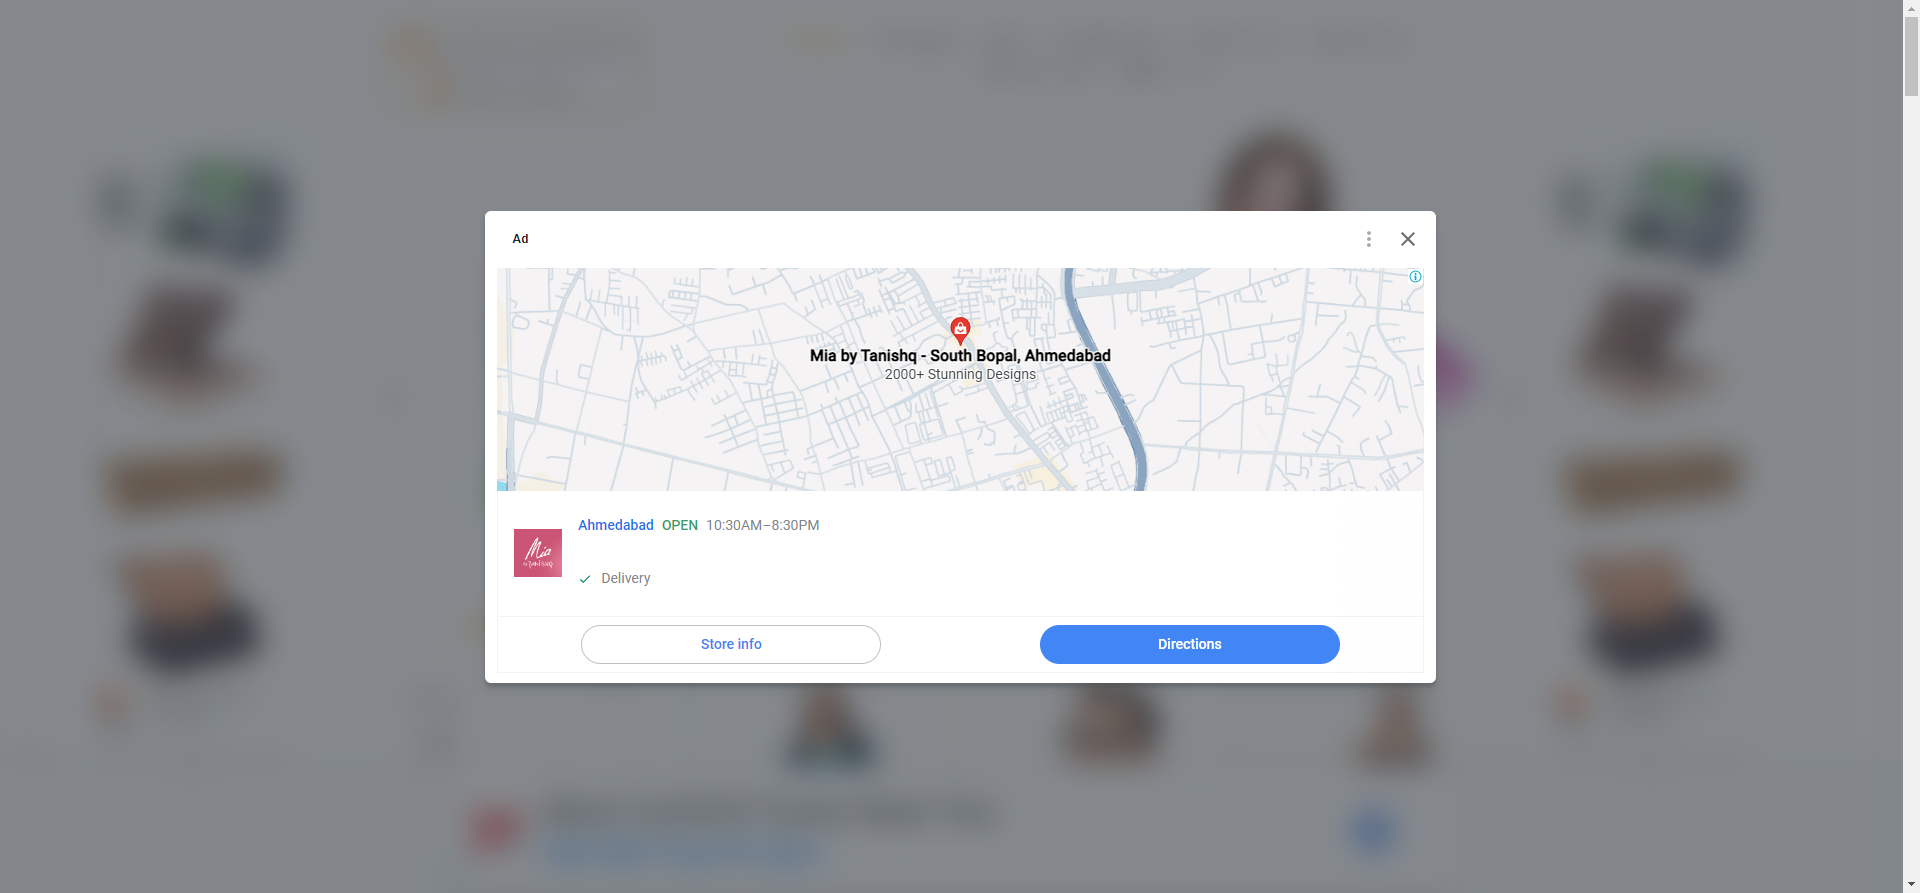 Ad
Mia by Tanishq - South Bopal, Ahmedabad
2000+ Stunning Designs
Ahmedabad OPEN 10:30AM–8:30PM
Mia
BY TANISHQ
Delivery
Store info
Directions